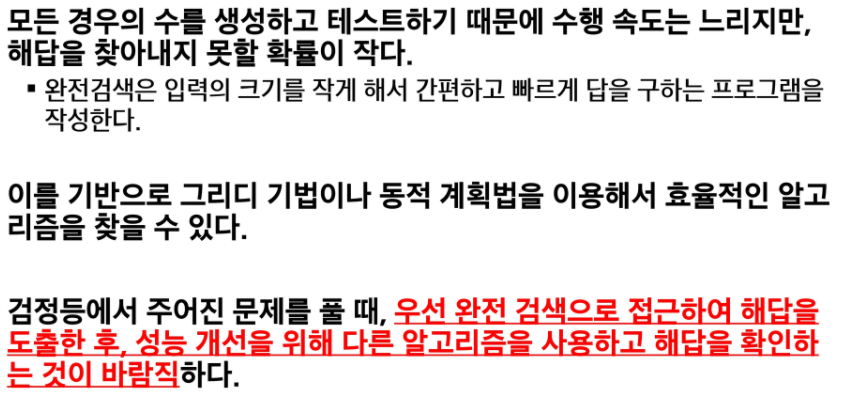 모든 경우의 수를 생성하고 테스트하기 때문에 수행 속도는 느리지만,
해답을 찾아내지 못할 확률이 작다.
▪ 완전검색은 입력의 크기를 작게 해서 간편하고 빠르게 답을 구하는 프로그램을
작성한다.
이를 기반으로 그리디 기법이나 동적 계획법을 이용해서 효율적인 알고
리즘을 찾을 수 있다.
검정등에서 주어진 문제를 풀 때, 우선 완전 검색으로 접근하여 해답을
도출한 후, 성능 개선을 위해 다른 알고리즘을 사용하고 해답을 확인하
는 것이 바람직하다.